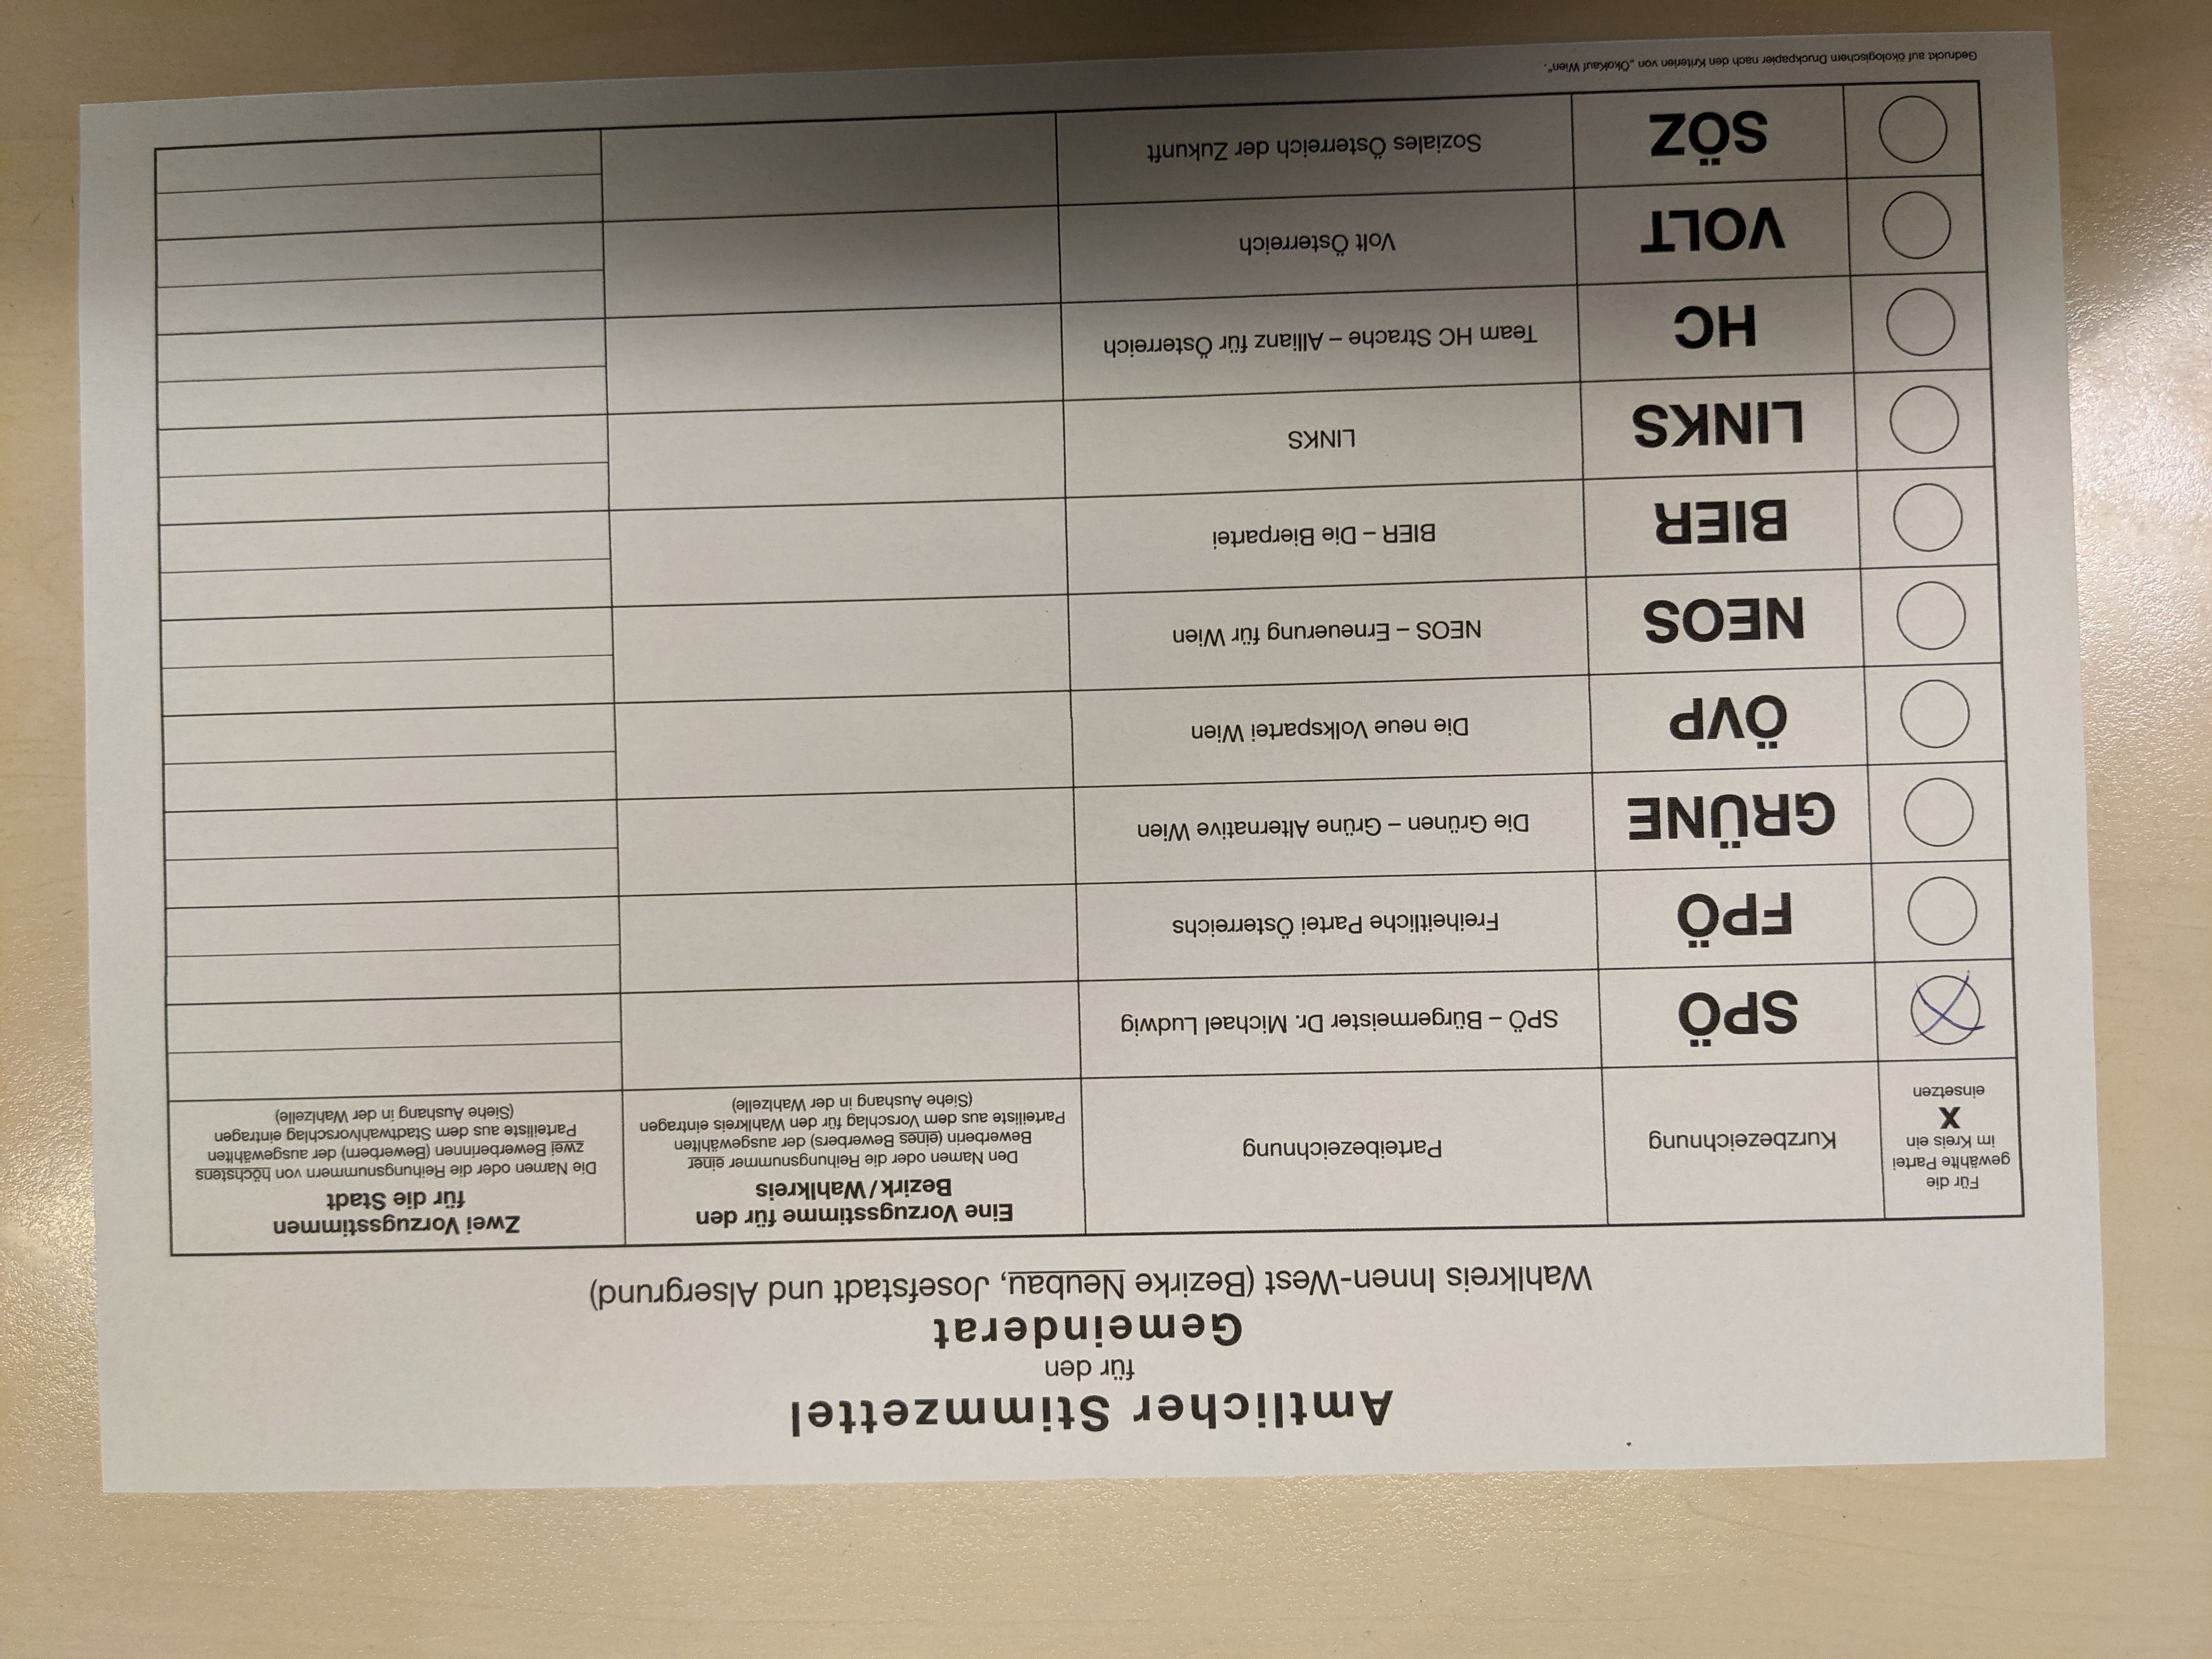 Amtlicher Stimmzettel
für den
Gemeinderat
Wahlkreis Innen-West (Bezirke Neubau, Josefstadt und Alsergrund)
Für die
gewählte Partei
im Kreis ein
X
einsetzen
Kurzbezeichnung
Parteibezeichnung
Eine Vorzugsstimme für den
Bezirk/Wahlkreis
Den Namen oder die Reihungsnummer einer
Bewerberin (eines Bewerbers) der ausgewählten
Parteiliste aus dem Vorschlag für den Wahlkreis eintragen
(Siehe Aushang in der Wahlzelle)
Zwei Vorzugsstimmen
für die Stadt
Die Namen oder die Reihungsnummern von höchstens
zwei Bewerberinnen (Bewerbern) der ausgewählten
Parteiliste aus dem Stadtwahlvorschlag eintragen
(Siehe Aushang in der Wahlzelle)
X SPÖ SPÖ – Bürgermeister Dr. Michael Ludwig
FPÖ Freiheitliche Partei Österreichs
GRÜNE Die Grünen – Grüne Alternative Wien
ÖVP Die neue Volkspartei Wien
NEOS NEOS – Erneuerung für Wien
BIER BIER – Die Bierpartei
LINKS LINKS
HC Team HC Strache – Allianz für Österreich
VOLT Volt Österreich
SÖZ Soziales Österreich der Zukunft
Gedruckt auf ökologischem Druckpapier nach den Kriterien von „ÖkoKauf Wien“.